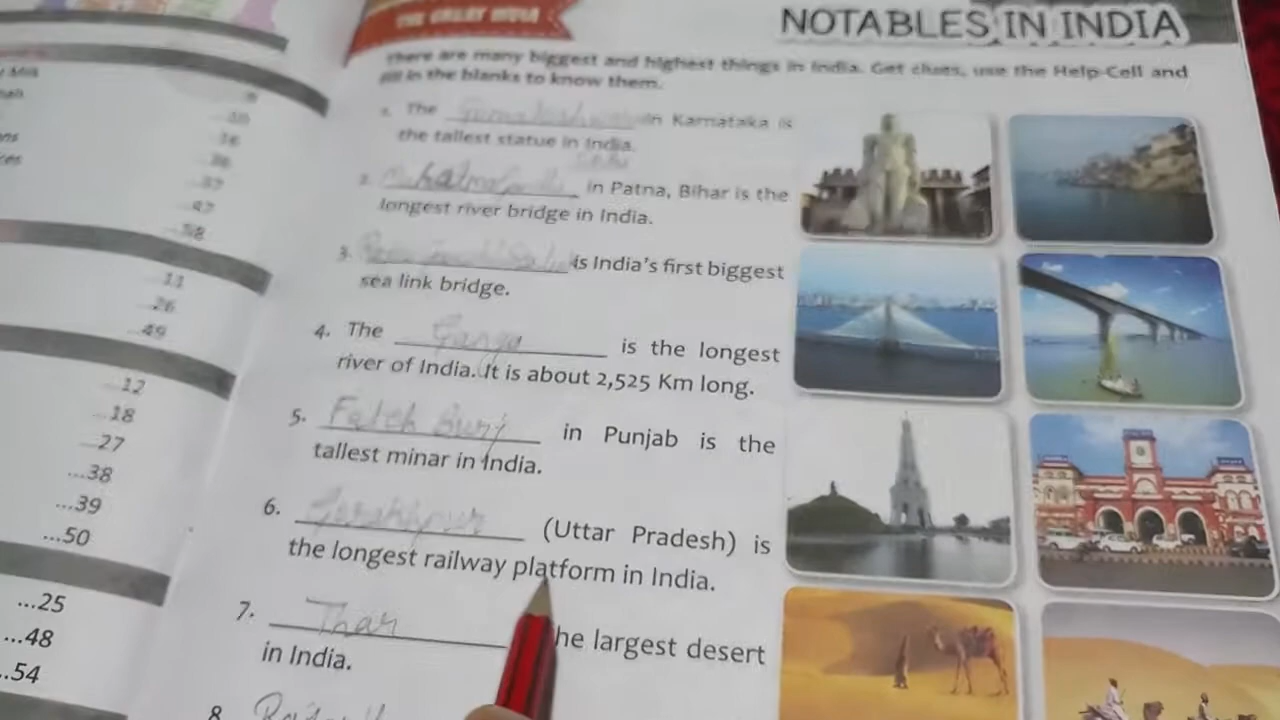 THE GREAT INDIA
NOTABLES IN INDIA
There are many biggest and highest things in India. Get clues, use the Help-Cell and
fill in the blanks to know them.
The in Karnataka is
the tallest statue in India.
2. in Patna, Bihar is the
longest river bridge in India.
3. is India's first biggest
sea link bridge.
4. The Ganga is the longest
river of India. It is about 2,525 Km long.
5. Fateh Burj in Punjab is the
tallest minar in India.
6. Gorakhpur (Uttar Pradesh) is
the longest railway platform in India.
7. Thar he largest desert
in India.
8.
11
26
49
12
18
27
...38
...39
...50
...25
...48
...54